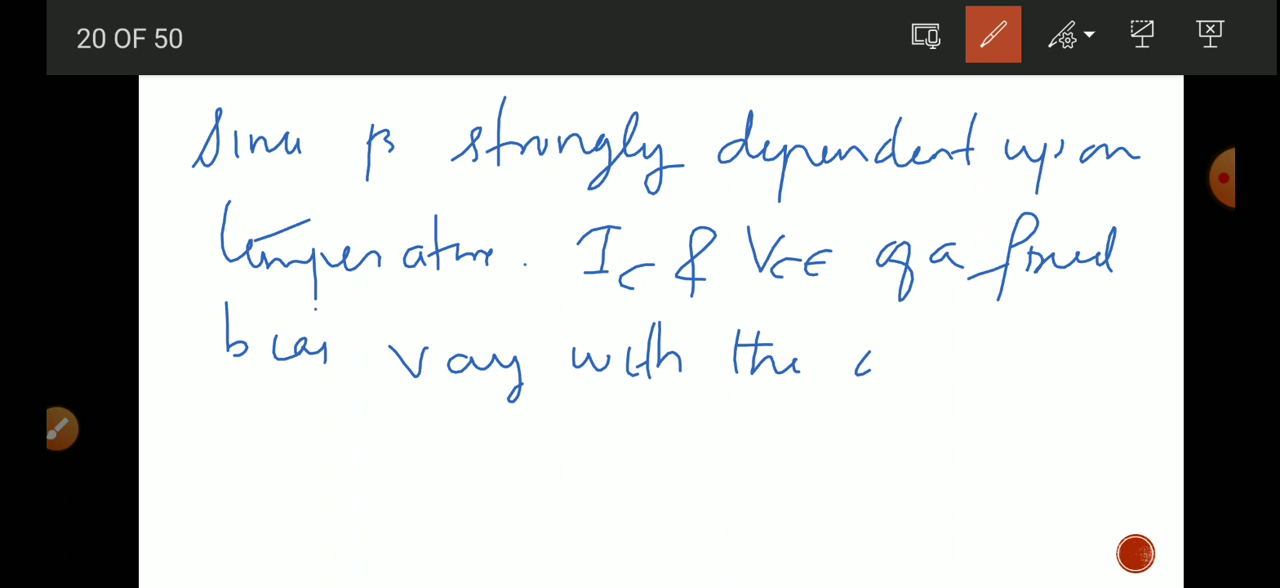 20 OF 50
Since β strongly dependent upon
temperature. IC & VCE of a fixed
bias vary with the c